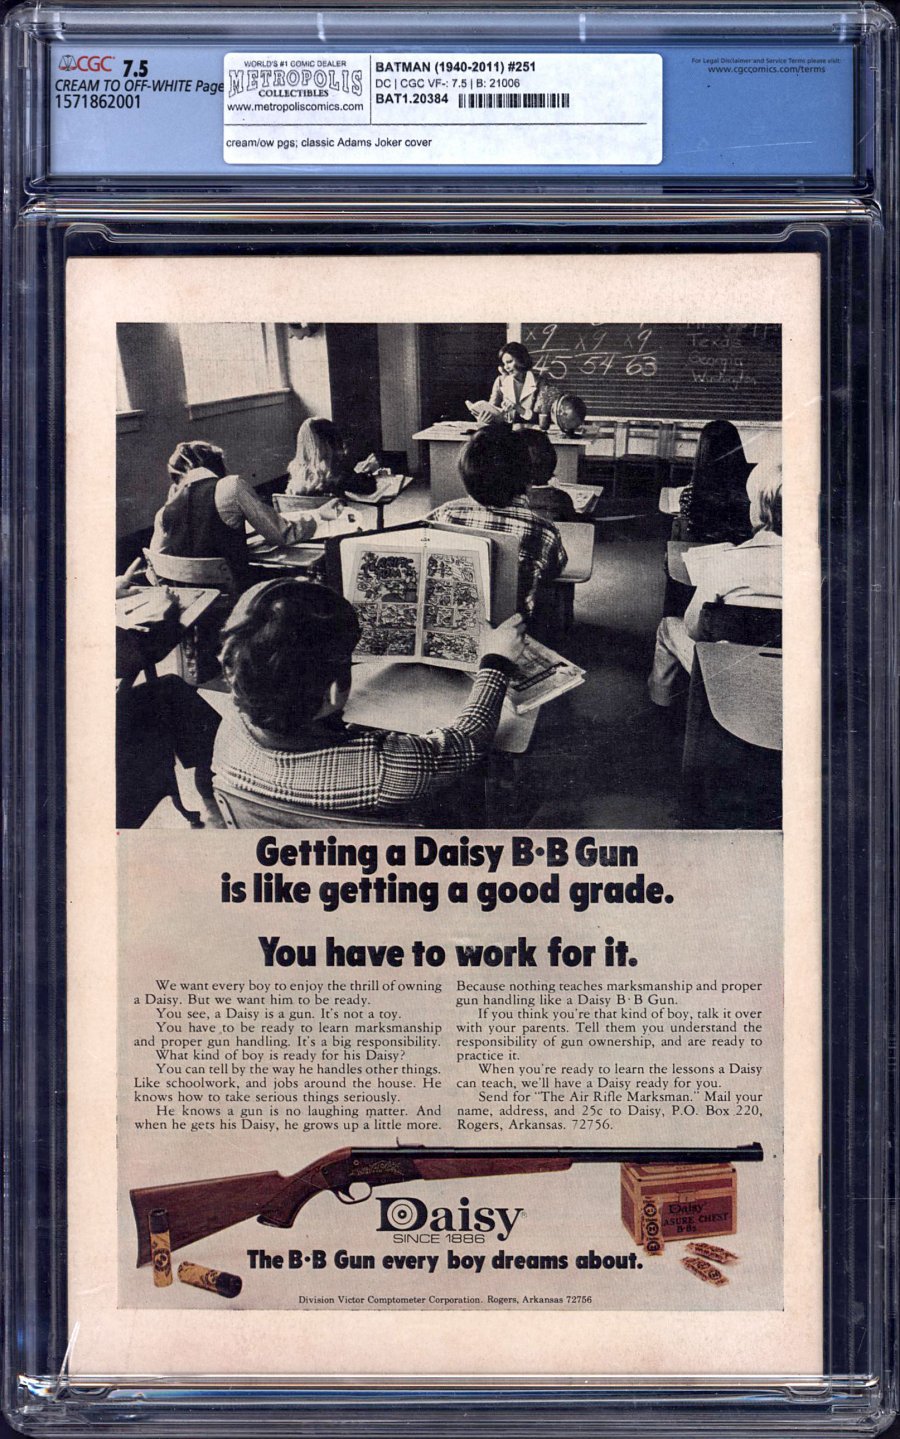 CGC 7.5
CREAM TO OFF-WHITE Page
1571862001
WORLD'S #1 COMIC DEALER
METROPOLIS
COLLECTIBLES
www.metropoliscomics.com
BATMAN (1940-2011) #251
DC | CGC VF-: 7.5 | B: 21006
BAT1.20384
cream/ow pgs; classic Adams Joker cover
For Legal Disclaimer and Service Terms please visit:
www.cgccomics.com/terms
x9 x9 x9
45 54 63
Texas
Georgia
Washington
Getting a Daisy B·B Gun
is like getting a good grade.
You have to work for it.
We want every boy to enjoy the thrill of owning
a Daisy. But we want him to be ready.
You see, a Daisy is a gun. It's not a toy.
You have to be ready to learn marksmanship
and proper gun handling. It's a big responsibility.
What kind of boy is ready for his Daisy?
You can tell by the way he handles other things.
Like schoolwork, and jobs around the house. He
knows how to take serious things seriously.
He knows a gun is no laughing matter. And
when he gets his Daisy, he grows up a little more.
Because nothing teaches marksmanship and proper
gun handling like a Daisy B·B Gun.
If you think you're that kind of boy, talk it over
with your parents. Tell them you understand the
responsibility of gun ownership, and are ready to
practice it.
When you're ready to learn the lessons a Daisy
can teach, we'll have a Daisy ready for you.
Send for "The Air Rifle Marksman." Mail your
name, address, and 25c to Daisy, P.O. Box 220,
Rogers, Arkansas. 72756.
Daisy
SINCE 1886
Daisy
ASURE CHEST
B·Bs
The B·B Gun every boy dreams about.
Division Victor Comptometer Corporation. Rogers, Arkansas 72756